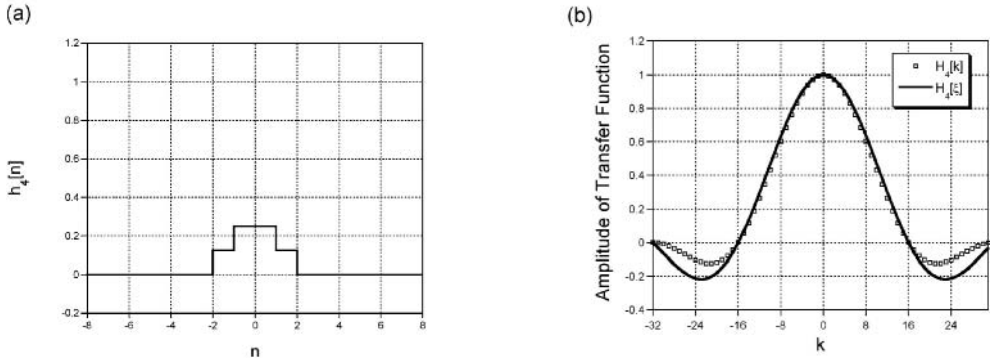 (a)
1.2
1
0.8
0.6
0.4
0.2
0
-0.2
h4[n]
-8 -6 -4 -2 0 2 4 6 8
n
(b)
1.2
1
0.8
0.6
0.4
0.2
0
-0.2
-0.4
Amplitude of Transfer Function
H4[k]
H4[ξ]
-32 -24 -16 -8 0 8 16 24
k